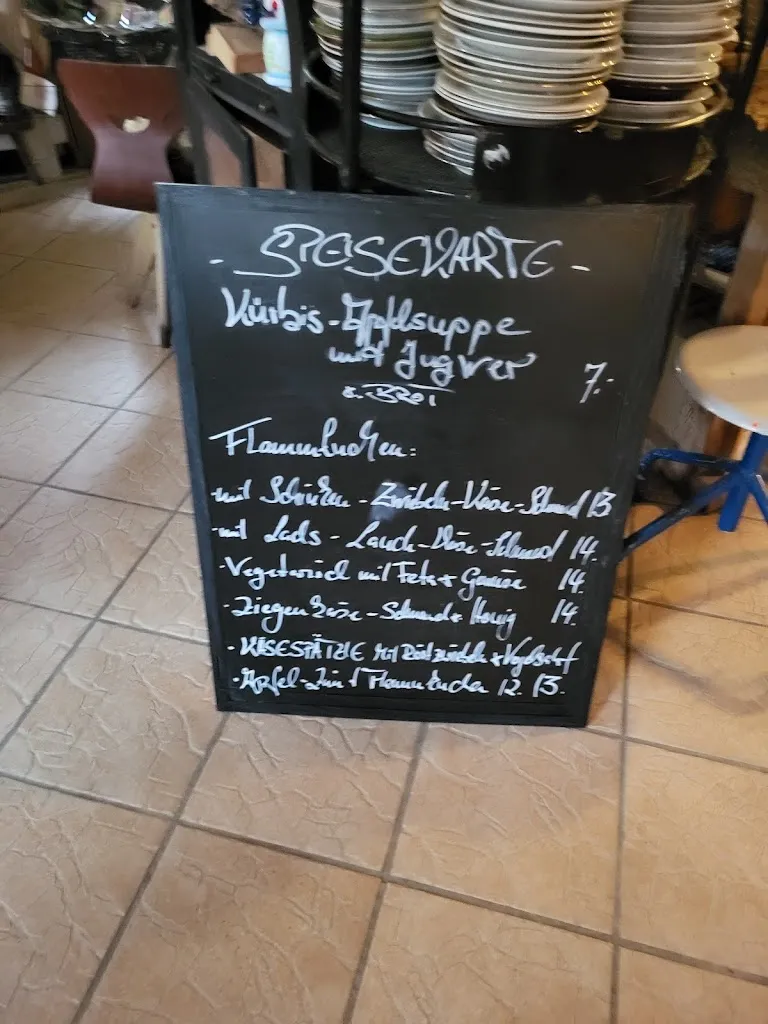 - SPEISEKARTE -
Kürbis-Apfelsuppe
mit Ingwer
& BROT 7.-
Flammkuchen:
-mit Schinken - Zwiebeln-Käse-Schmand 13
-mit Lachs - Lauch-Käse-Schmand 14.
-Vegetarisch mit Feta+ Gemüse 14.
-Ziegenkäse-Schmand+ Honig 14.
-KÄSESPÄTZLE MIT Röstzwiebeln + Vogelsalat
-Apfel-Zimt Flammkuchen 12. 13.